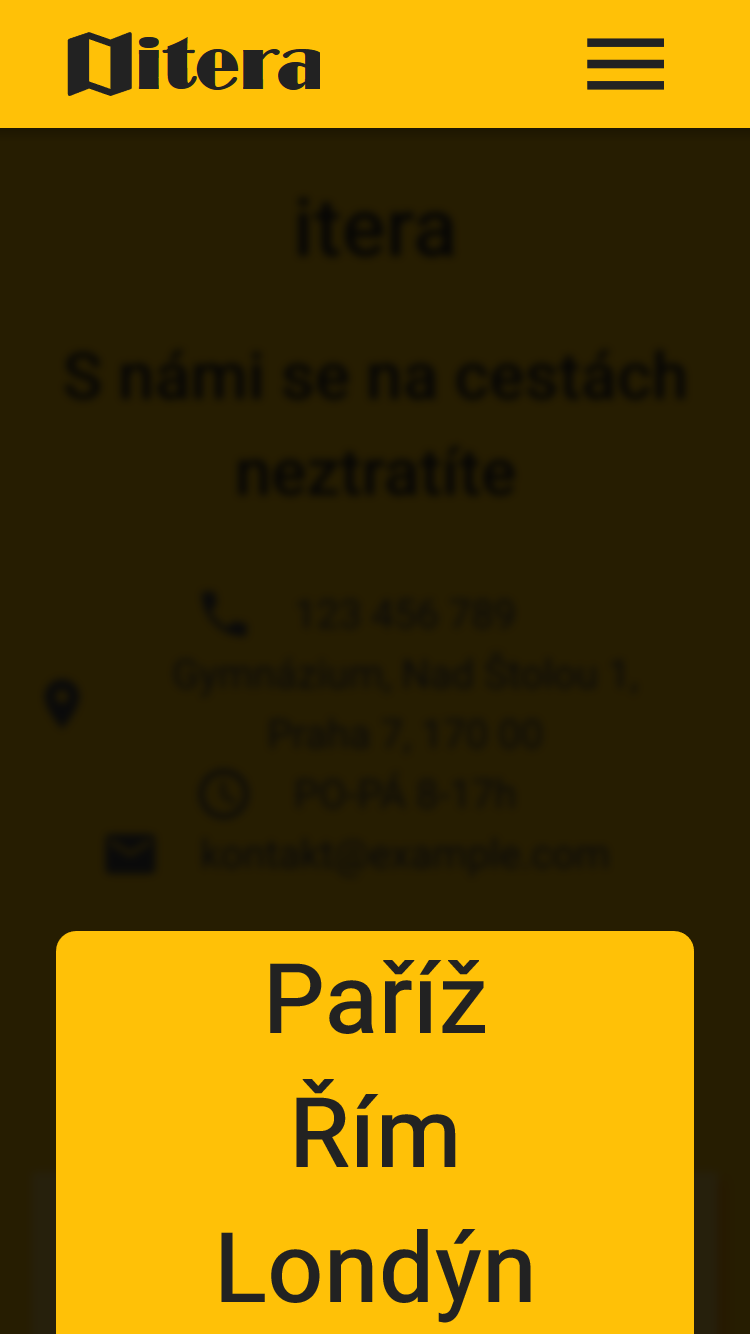 itera
itera
S námi se na cestách
neztratíte
123 456 789
Gymnázium, Nad Štolou 1,
Praha 7, 170 00
PO-PÁ 8-17h
kontakt@example.com
Paříž
Řím
Londýn